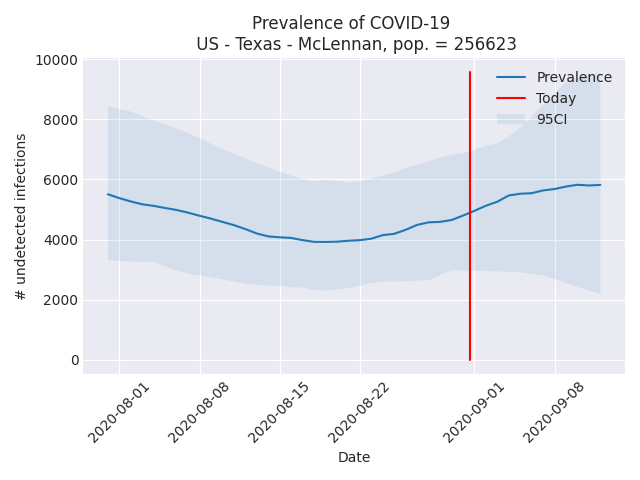 Prevalence of COVID-19
US - Texas - McLennan, pop. = 256623
# undetected infections
10000
8000
6000
4000
2000
0
Prevalence
Today
95CI
2020-08-01
2020-08-08
2020-08-15
2020-08-22
2020-09-01
2020-09-08
Date